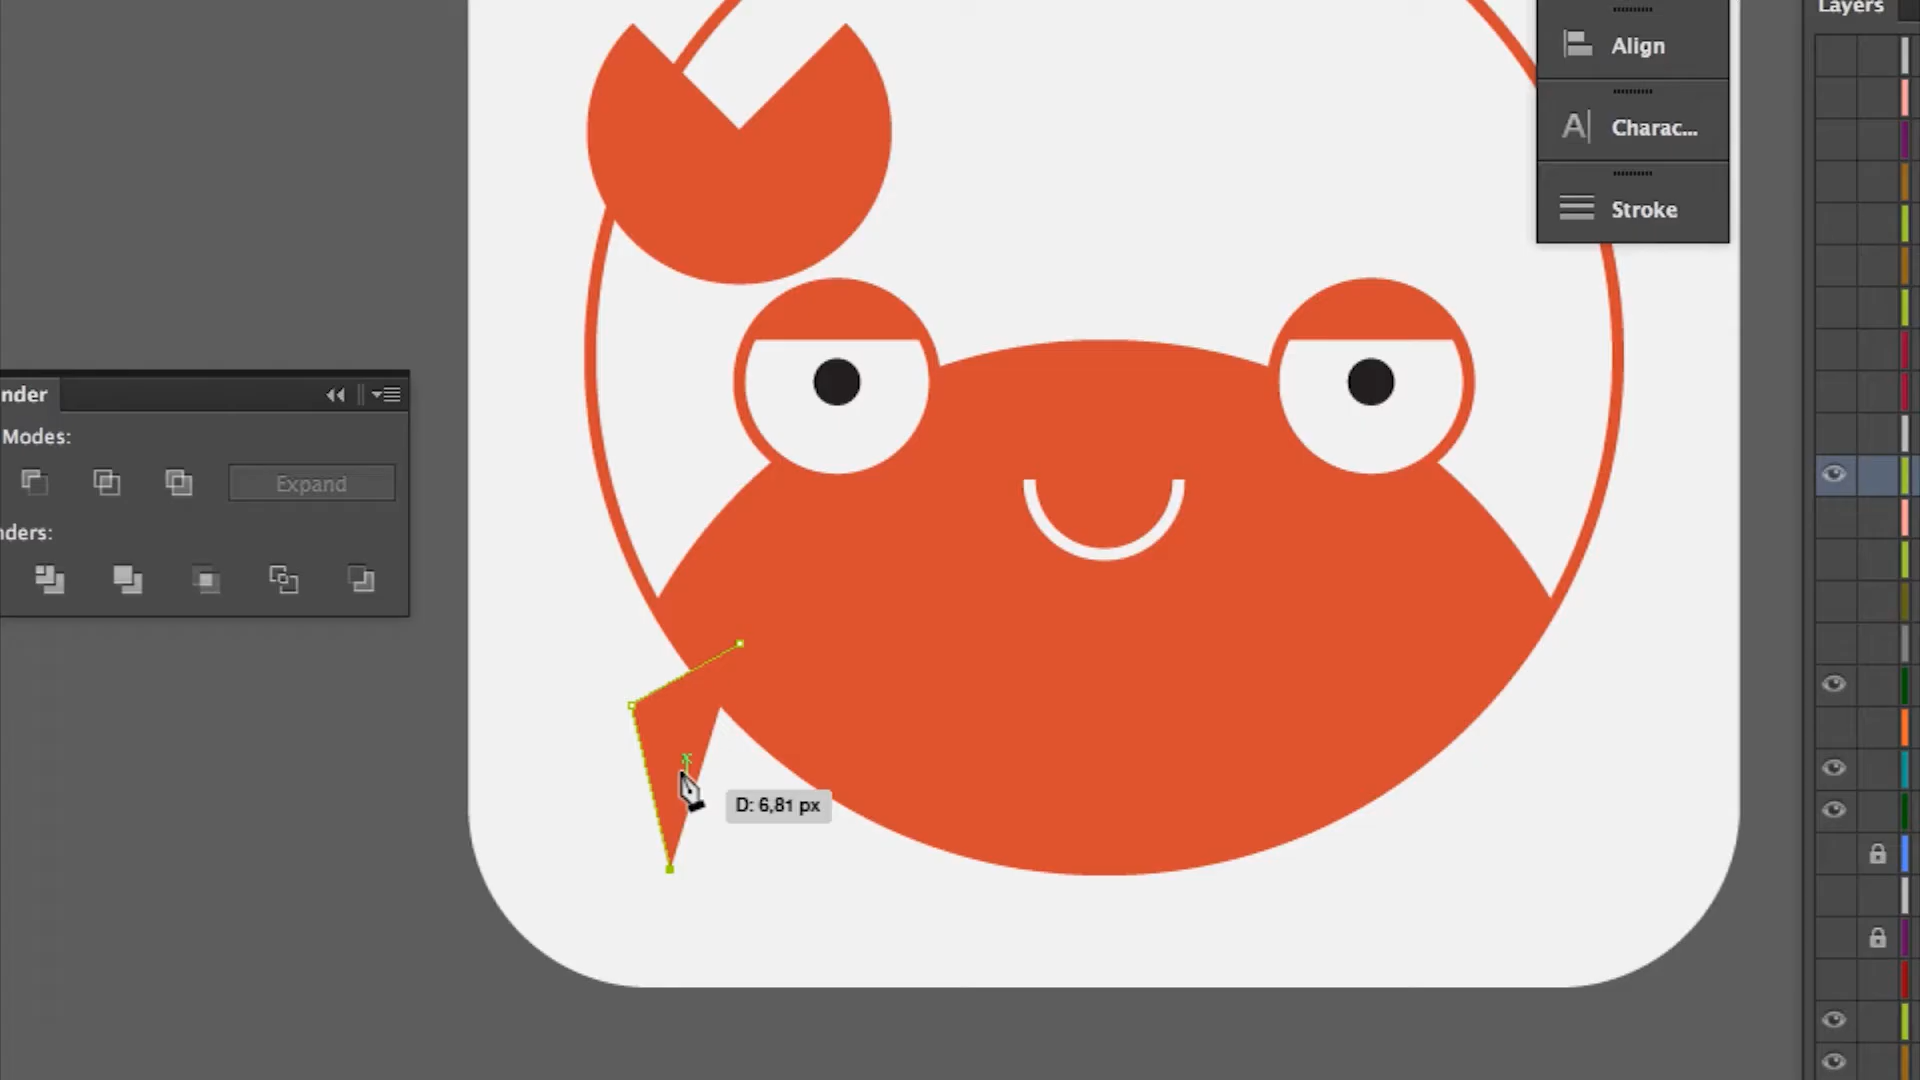 Layers
Align
Charac...
Stroke
nder
Modes:
Expand
nders:
D: 6,81 px